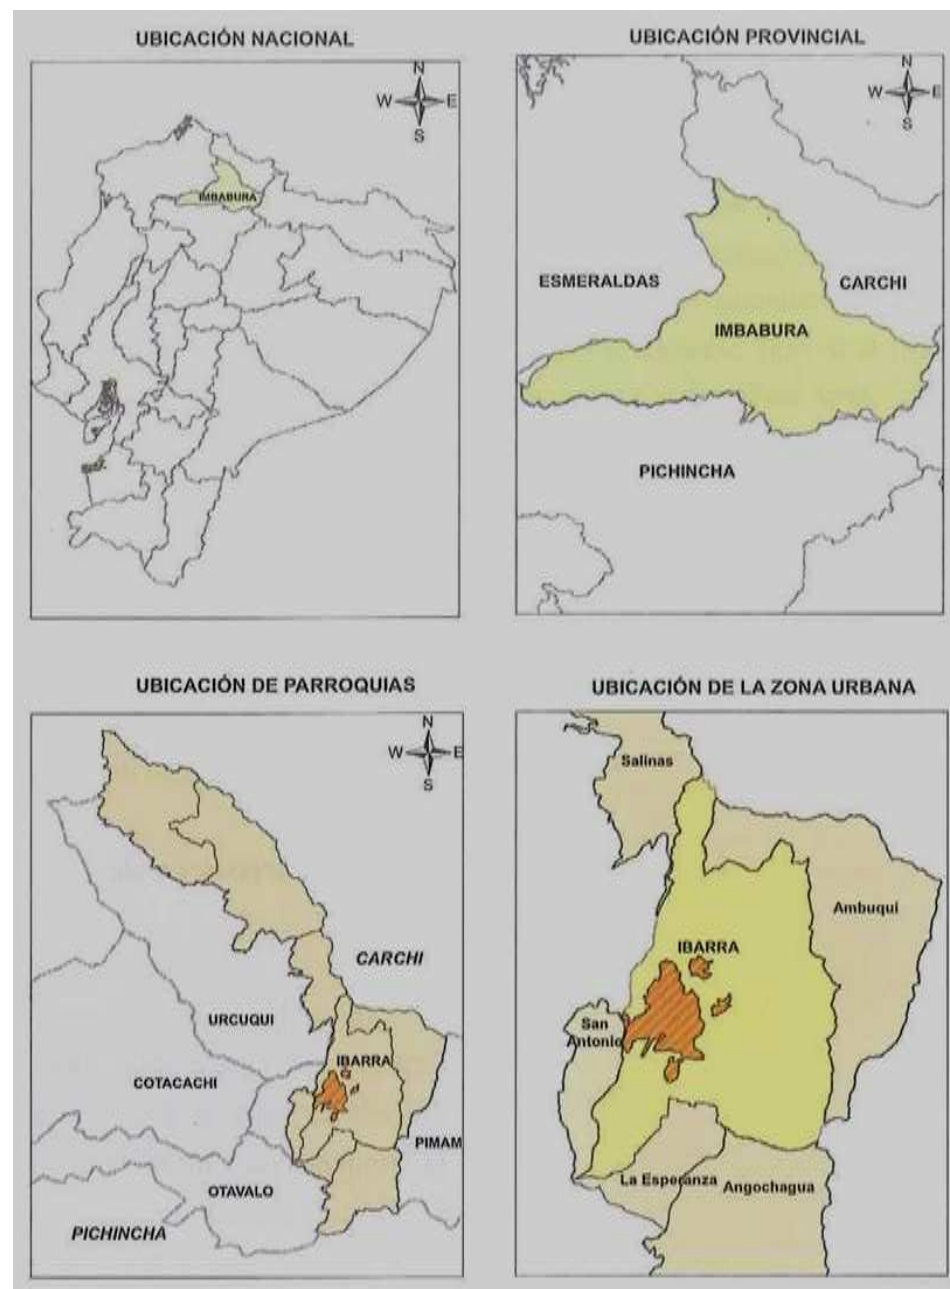 UBICACIÓN NACIONAL
N
W
E
S
IMBABURA
UBICACIÓN PROVINCIAL
N
W
E
S
ESMERALDAS
CARCHI
IMBABURA
PICHINCHA
UBICACIÓN DE PARROQUIAS
N
W
E
S
CARCHI
URCUQUI
IBARRA
COTACACHI
PIMAM
OTAVALO
PICHINCHA
UBICACIÓN DE LA ZONA URBANA
Salinas
Ambuqui
IBARRA
San
Antonio
La Esperanza
Angochagua